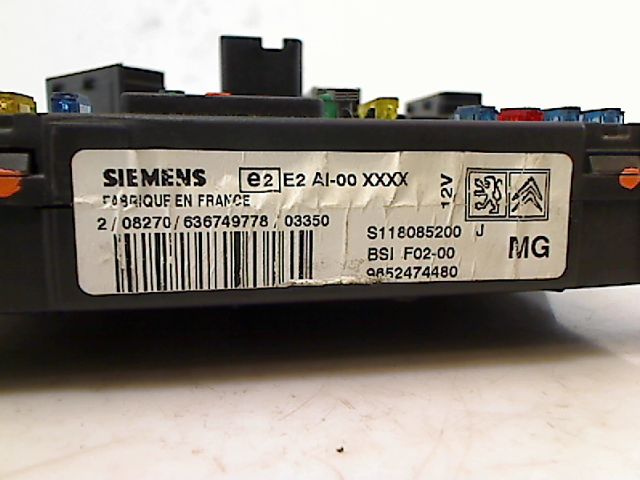 SIEMENS e2 E2 AI-00 XXXX
FABRIQUE EN FRANCE
12V
2/08270/636749778/03350
S118085200 J
BSI F02-00
MG
9652474480